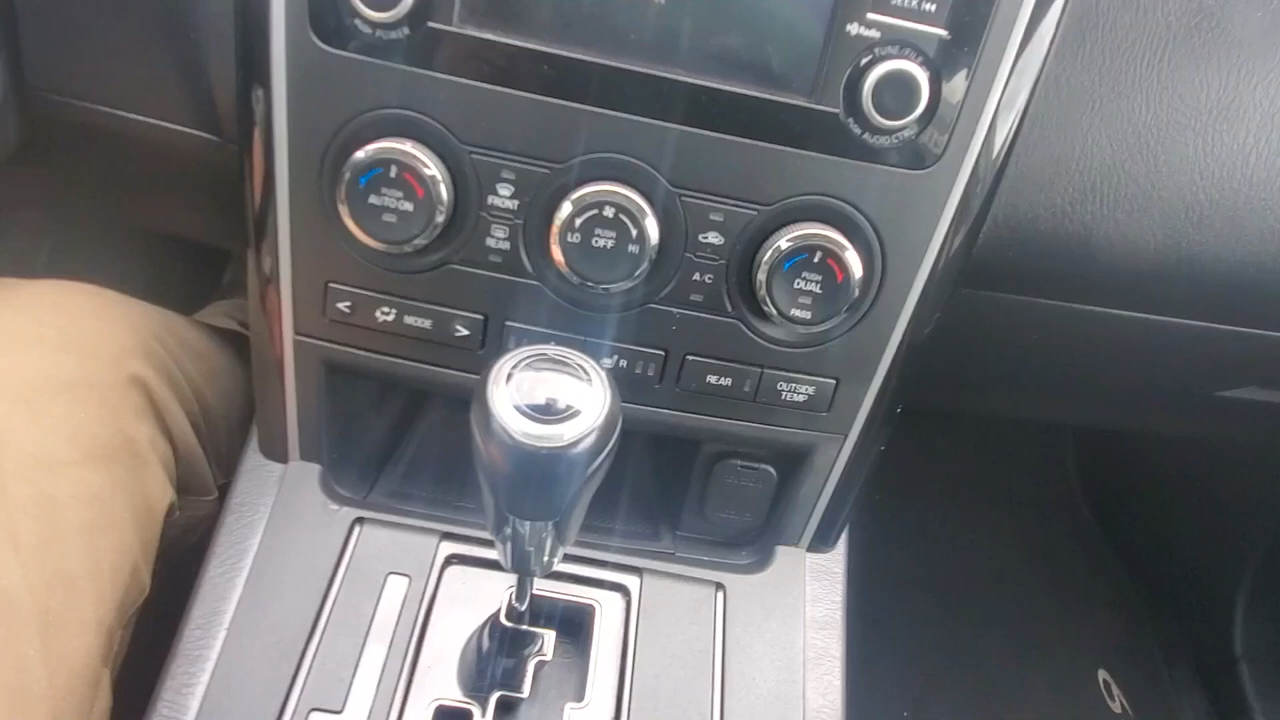 PUSH POWER
SEEK
Radio
TUNE/FILE
PUSH AUDIO CTRL
PUSH
AUTO ON
FRONT
REAR
LO
PUSH
OFF
HI
A/C
PUSH
DUAL
PASS
< MODE >
R
REAR
OUTSIDE
TEMP